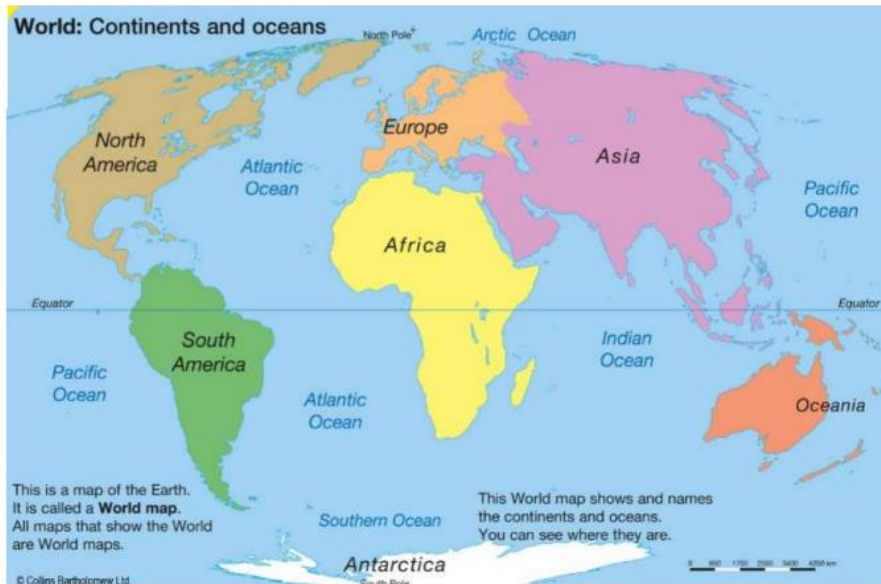 World: Continents and oceans
North Pole
Arctic Ocean
North
America
Europe
Asia
Atlantic
Ocean
Pacific
Ocean
Africa
Equator
Equator
South
America
Indian
Ocean
Pacific
Ocean
Atlantic
Ocean
Oceania
This is a map of the Earth.
It is called a World map.
All maps that show the World
are World maps.
This World map shows and names
the continents and oceans.
You can see where they are.
Southern Ocean
Antarctica
South Pole
© Collins Bartholomew Ltd